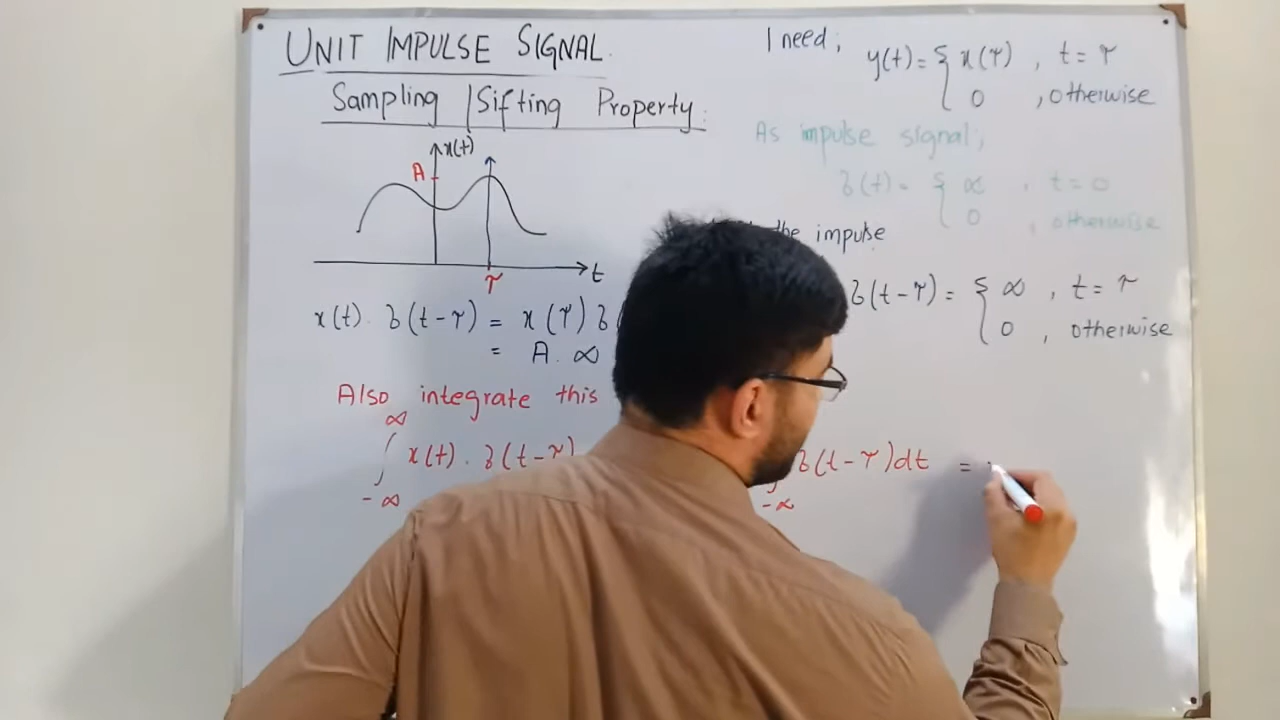 UNIT IMPULSE SIGNAL
Sampling / Sifting Property:
x(t)
A
τ
t
x(t) . δ(t-τ) = x(τ) δ(
= A . ∞
Also integrate this
∞
∫ x(t) . δ(t-τ)
-∞
I need;
y(t) = { x(τ) , t = τ
0 , otherwise
As impulse signal;
δ(t) = { ∞ , t = 0
0 , otherwise
the impulse
δ(t-τ) = { ∞ , t = τ
0 , otherwise
δ(t-τ)dt =
-∞